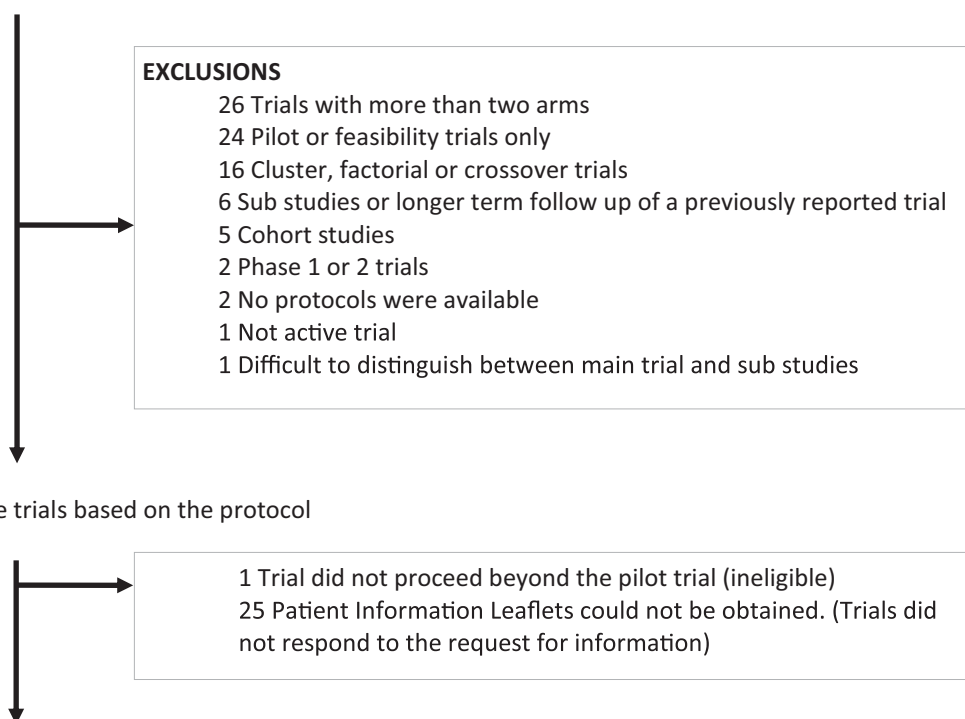 EXCLUSIONS
26 Trials with more than two arms
24 Pilot or feasibility trials only
16 Cluster, factorial or crossover trials
6 Sub studies or longer term follow up of a previously reported trial
5 Cohort studies
2 Phase 1 or 2 trials
2 No protocols were available
1 Not active trial
1 Difficult to distinguish between main trial and sub studies
trials based on the protocol
1 Trial did not proceed beyond the pilot trial (ineligible)
25 Patient Information Leaflets could not be obtained. (Trials did
not respond to the request for information)